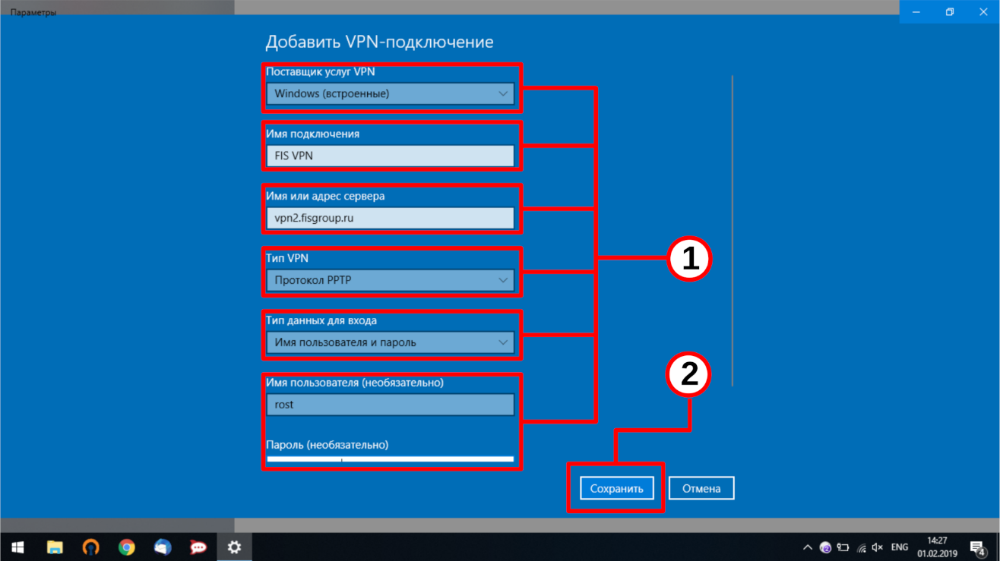 Параметры
Добавить VPN-подключение
Поставщик услуг VPN
Windows (встроенные)
Имя подключения
FIS VPN
Имя или адрес сервера
vpn2.fisgroup.ru
Тип VPN
Протокол PPTP
1
Тип данных для входа
Имя пользователя и пароль
2
Имя пользователя (необязательно)
rost
Пароль (необязательно)
Сохранить
Отмена
ENG
14:27
01.02.2019
4